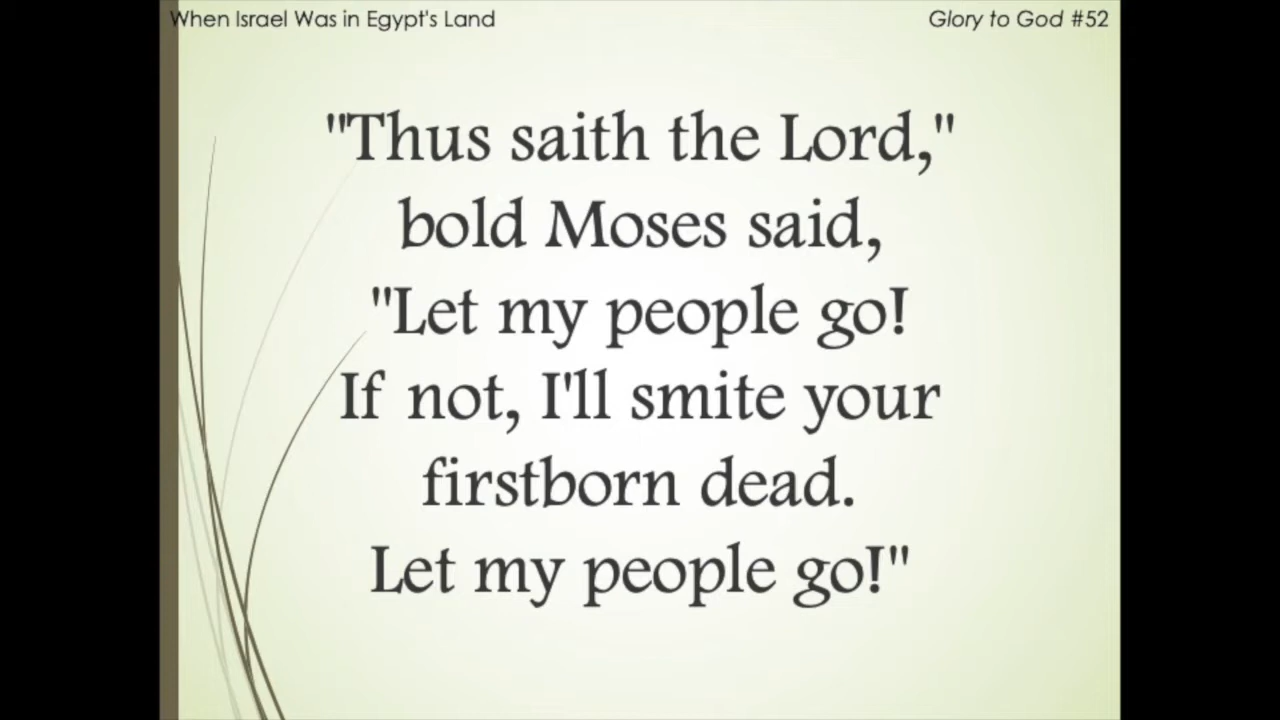 When Israel Was in Egypt's Land
Glory to God #52
"Thus saith the Lord,"
bold Moses said,
"Let my people go!
If not, I'll smite your
firstborn dead.
Let my people go!"